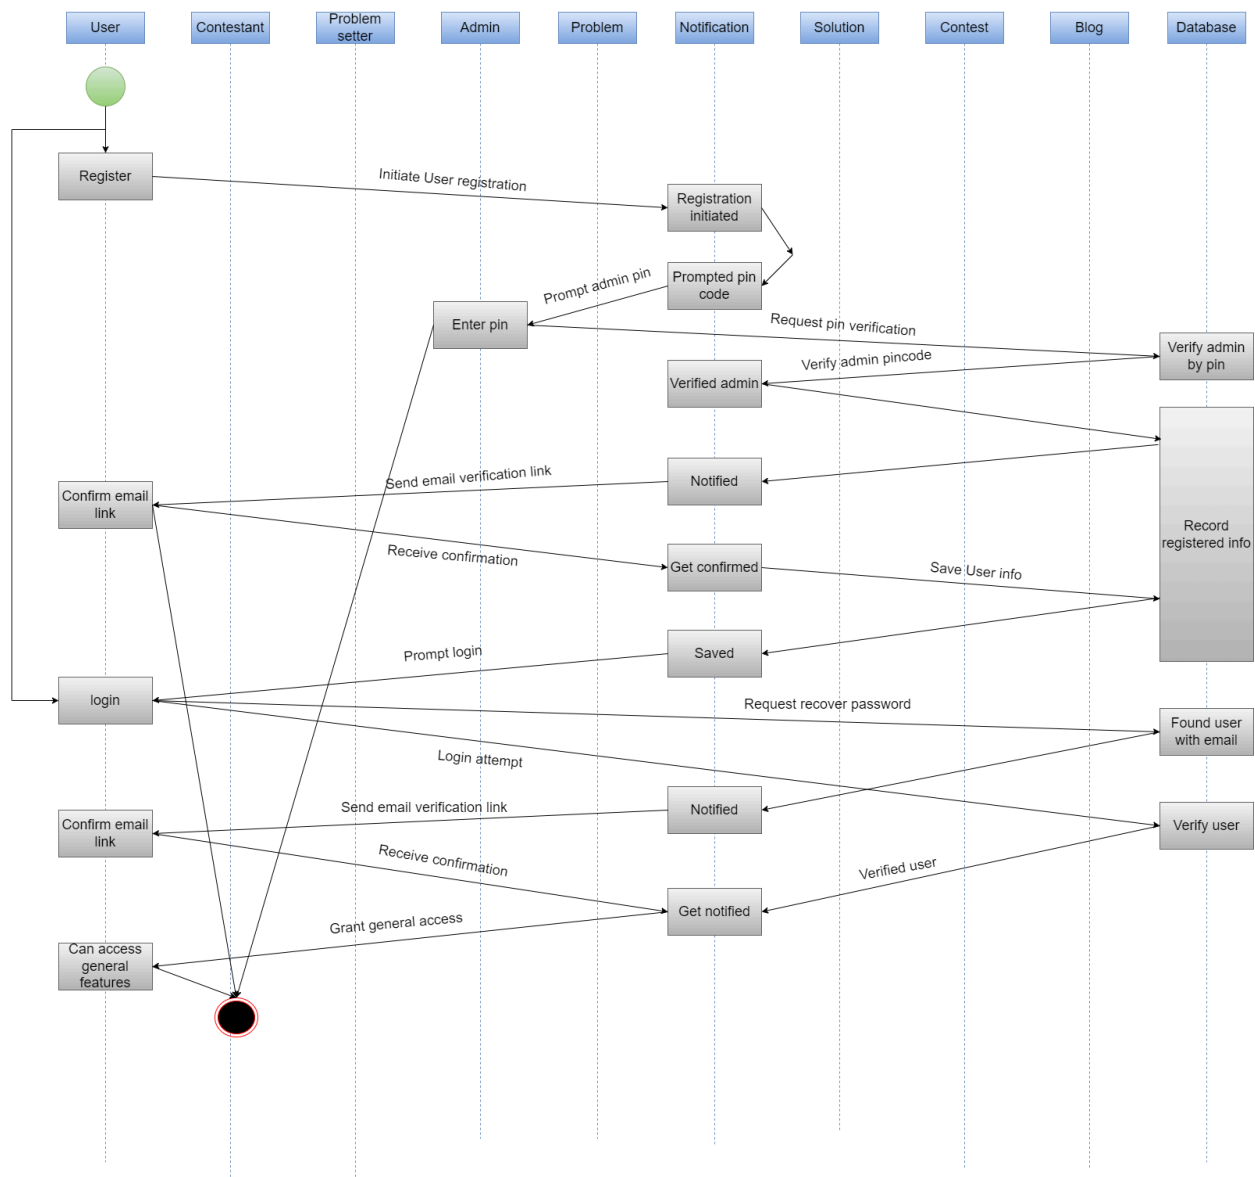 User
Contestant
Problem
setter
Admin
Problem
Notification
Solution
Contest
Blog
Database
Register
Initiate User registration
Registration
initiated
Prompted pin
code
Prompt admin pin
Enter pin
Request pin verification
Verify admin
by pin
Verify admin pincode
Verified admin
Send email verification link
Notified
Confirm email
link
Record
registered info
Receive confirmation
Get confirmed
Save User info
Prompt login
Saved
login
Request recover password
Found user
with email
Login attempt
Send email verification link
Notified
Confirm email
link
Verify user
Receive confirmation
Verified user
Get notified
Grant general access
Can access
general
features